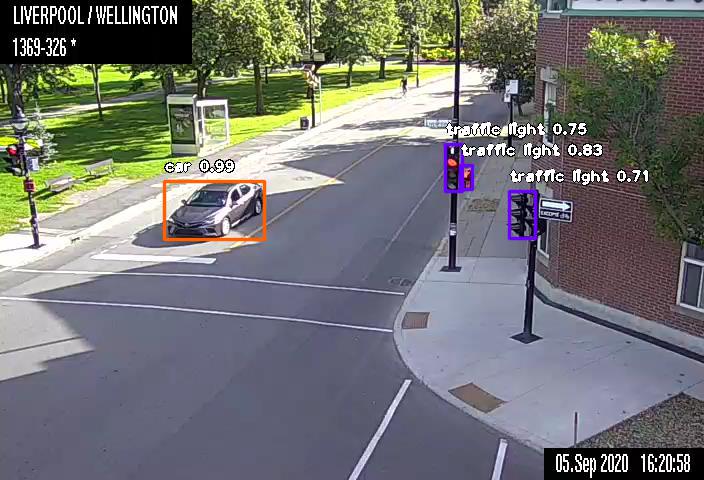 LIVERPOOL / WELLINGTON
1369-326 *
traffic light 0.75
traffic light 0.83
car 0.99
traffic light 0.71
EXCEPTÉ
05.Sep 2020 16:20:58